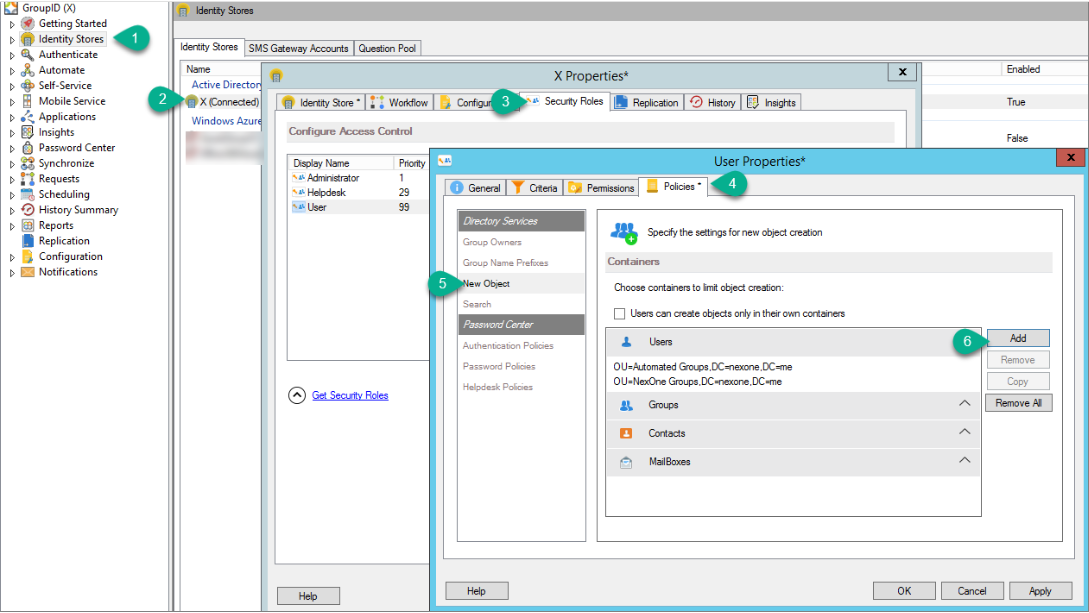 GroupID (X)
Getting Started
Identity Stores
1
Authenticate
Automate
Self-Service
Mobile Service
Applications
Insights
Password Center
Synchronize
Requests
Scheduling
History Summary
Reports
Replication
Configuration
Notifications
Identity Stores
Identity Stores
SMS Gateway Accounts
Question Pool
Name
Enabled
Active Directory
2
X (Connected)
True
Windows Azure
False
X Properties*
x
Identity Store *
Workflow
3
Security Roles
Replication
History
Insights
Configure Access Control
Display Name
Priority
Administrator
1
Helpdesk
29
User
99
Get Security Roles
Help
User Properties*
x
General
Criteria
Permissions
Policies *
4
Directory Services
Group Owners
Group Name Prefixes
5
New Object
Search
Password Center
Authentication Policies
Password Policies
Helpdesk Policies
Specify the settings for new object creation
Containers
Choose containers to limit object creation:
Users can create objects only in their own containers
Users
6
Add
OU=Automated Groups,DC=nexone,DC=me
Remove
OU=NexOne Groups,DC=nexone,DC=me
Copy
Groups
Remove All
Contacts
MailBoxes
Help
OK
Cancel
Apply